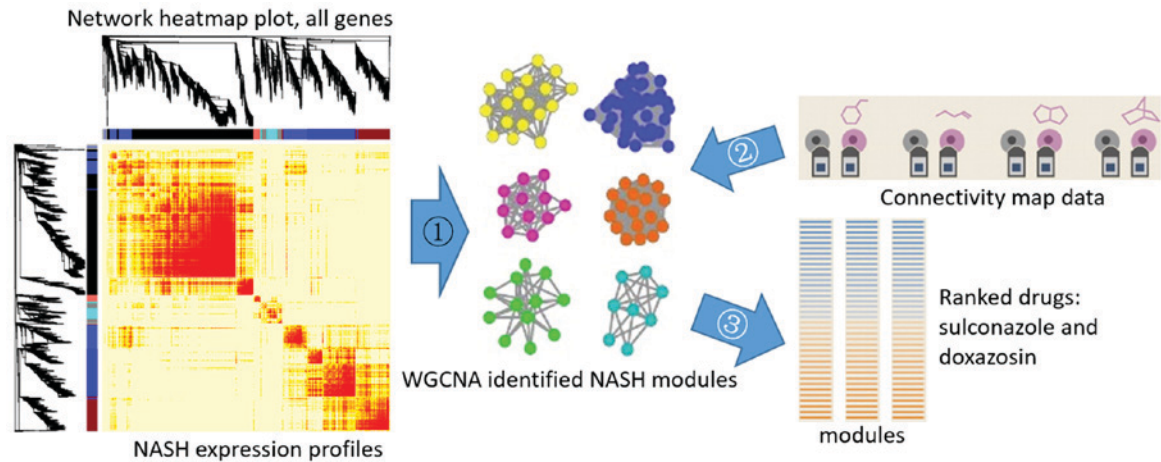 Network heatmap plot, all genes
NASH expression profiles
①
WGCNA identified NASH modules
②
Connectivity map data
③
Ranked drugs:
sulconazole and
doxazosin
modules